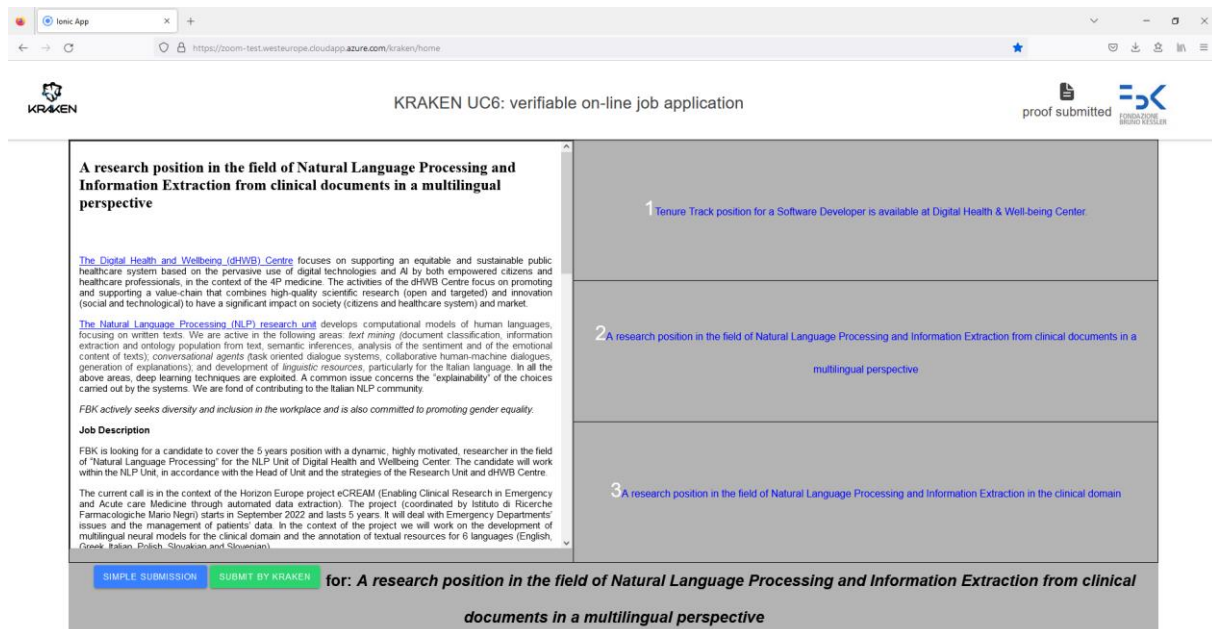 Ionic App
https://zoom-test.westeurope.cloudapp.azure.com/kraken/home
KRAKEN
KRAKEN UC6: verifiable on-line job application
proof submitted
FONDAZIONE
BRUNO KESSLER
A research position in the field of Natural Language Processing and
Information Extraction from clinical documents in a multilingual
perspective
The Digital Health and Wellbeing (dHWB) Centre focuses on supporting an equitable and sustainable public
healthcare system based on the pervasive use of digital technologies and AI by both empowered citizens and
healthcare professionals, in the context of the 4P medicine. The activities of the dHWB Centre focus on promoting
and supporting a value-chain that combines high-quality scientific research (open and targeted) and innovation
(social and technological) to have a significant impact on society (citizens and healthcare system) and market.
The Natural Language Processing (NLP) research unit develops computational models of human languages,
focusing on written texts. We are active in the following areas: text mining (document classification, information
extraction and ontology population from text, semantic inferences, analysis of the sentiment and of the emotional
content of texts); conversational agents (task oriented dialogue systems, collaborative human-machine dialogues,
generation of explanations); and development of linguistic resources, particularly for the Italian language. In all the
above areas, deep learning techniques are exploited. A common issue concerns the "explainability" of the choices
carried out by the systems. We are fond of contributing to the Italian NLP community.
FBK actively seeks diversity and inclusion in the workplace and is also committed to promoting gender equality.
Job Description
FBK is looking for a candidate to cover the 5 years position with a dynamic, highly motivated, researcher in the field
of "Natural Language Processing" for the NLP Unit of Digital Health and Wellbeing Center. The candidate will work
within the NLP Unit, in accordance with the Head of Unit and the strategies of the Research Unit and dHWB Centre.
The current call is in the context of the Horizon Europe project eCREAM (Enabling Clinical Research in Emergency
and Acute care Medicine through automated data extraction). The project (coordinated by Istituto di Ricerche
Farmacologiche Mario Negri) starts in September 2022 and lasts 5 years. It will deal with Emergency Departments'
issues and the management of patients' data. In the context of the project we will work on the development of
multilingual neural models for the clinical domain and the annotation of textual resources for 6 languages (English,
Greek, Italian, Polish, Slovakian and Slovenian)
1 Tenure Track position for a Software Developer is available at Digital Health & Well-being Center.
2 A research position in the field of Natural Language Processing and Information Extraction from clinical documents in a
multilingual perspective
3 A research position in the field of Natural Language Processing and Information Extraction in the clinical domain
SIMPLE SUBMISSION SUBMIT BY KRAKEN for: A research position in the field of Natural Language Processing and Information Extraction from clinical
documents in a multilingual perspective